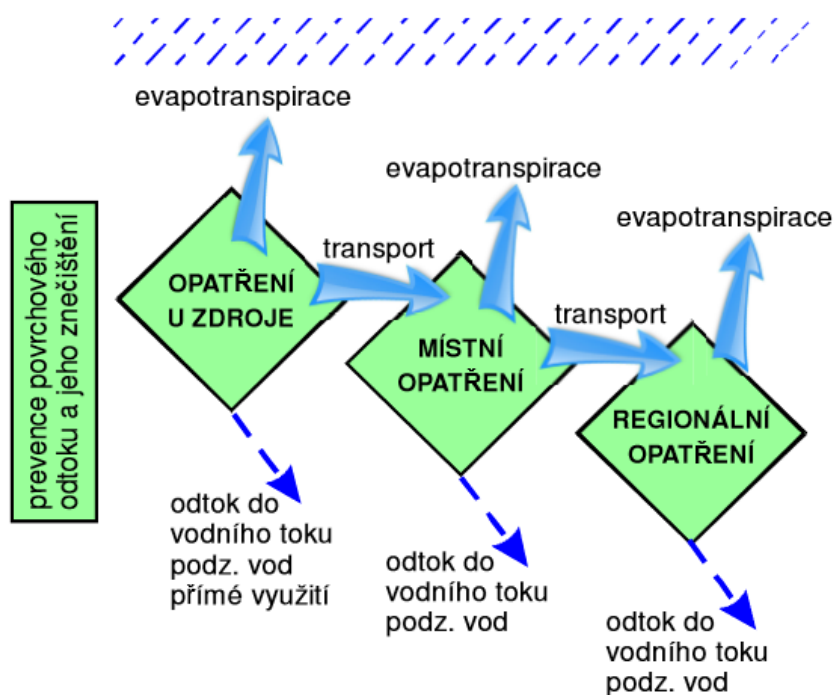 evapotranspirace
evapotranspirace
evapotranspirace
prevence povrchového
odtoku a jeho znečištění
OPATŘENÍ
U ZDROJE
transport
MÍSTNÍ
OPATŘENÍ
transport
REGIONÁLNÍ
OPATŘENÍ
odtok do
vodního toku
podz. vod
přímé využití
odtok do
vodního toku
podz. vod
odtok do
vodního toku
podz. vod